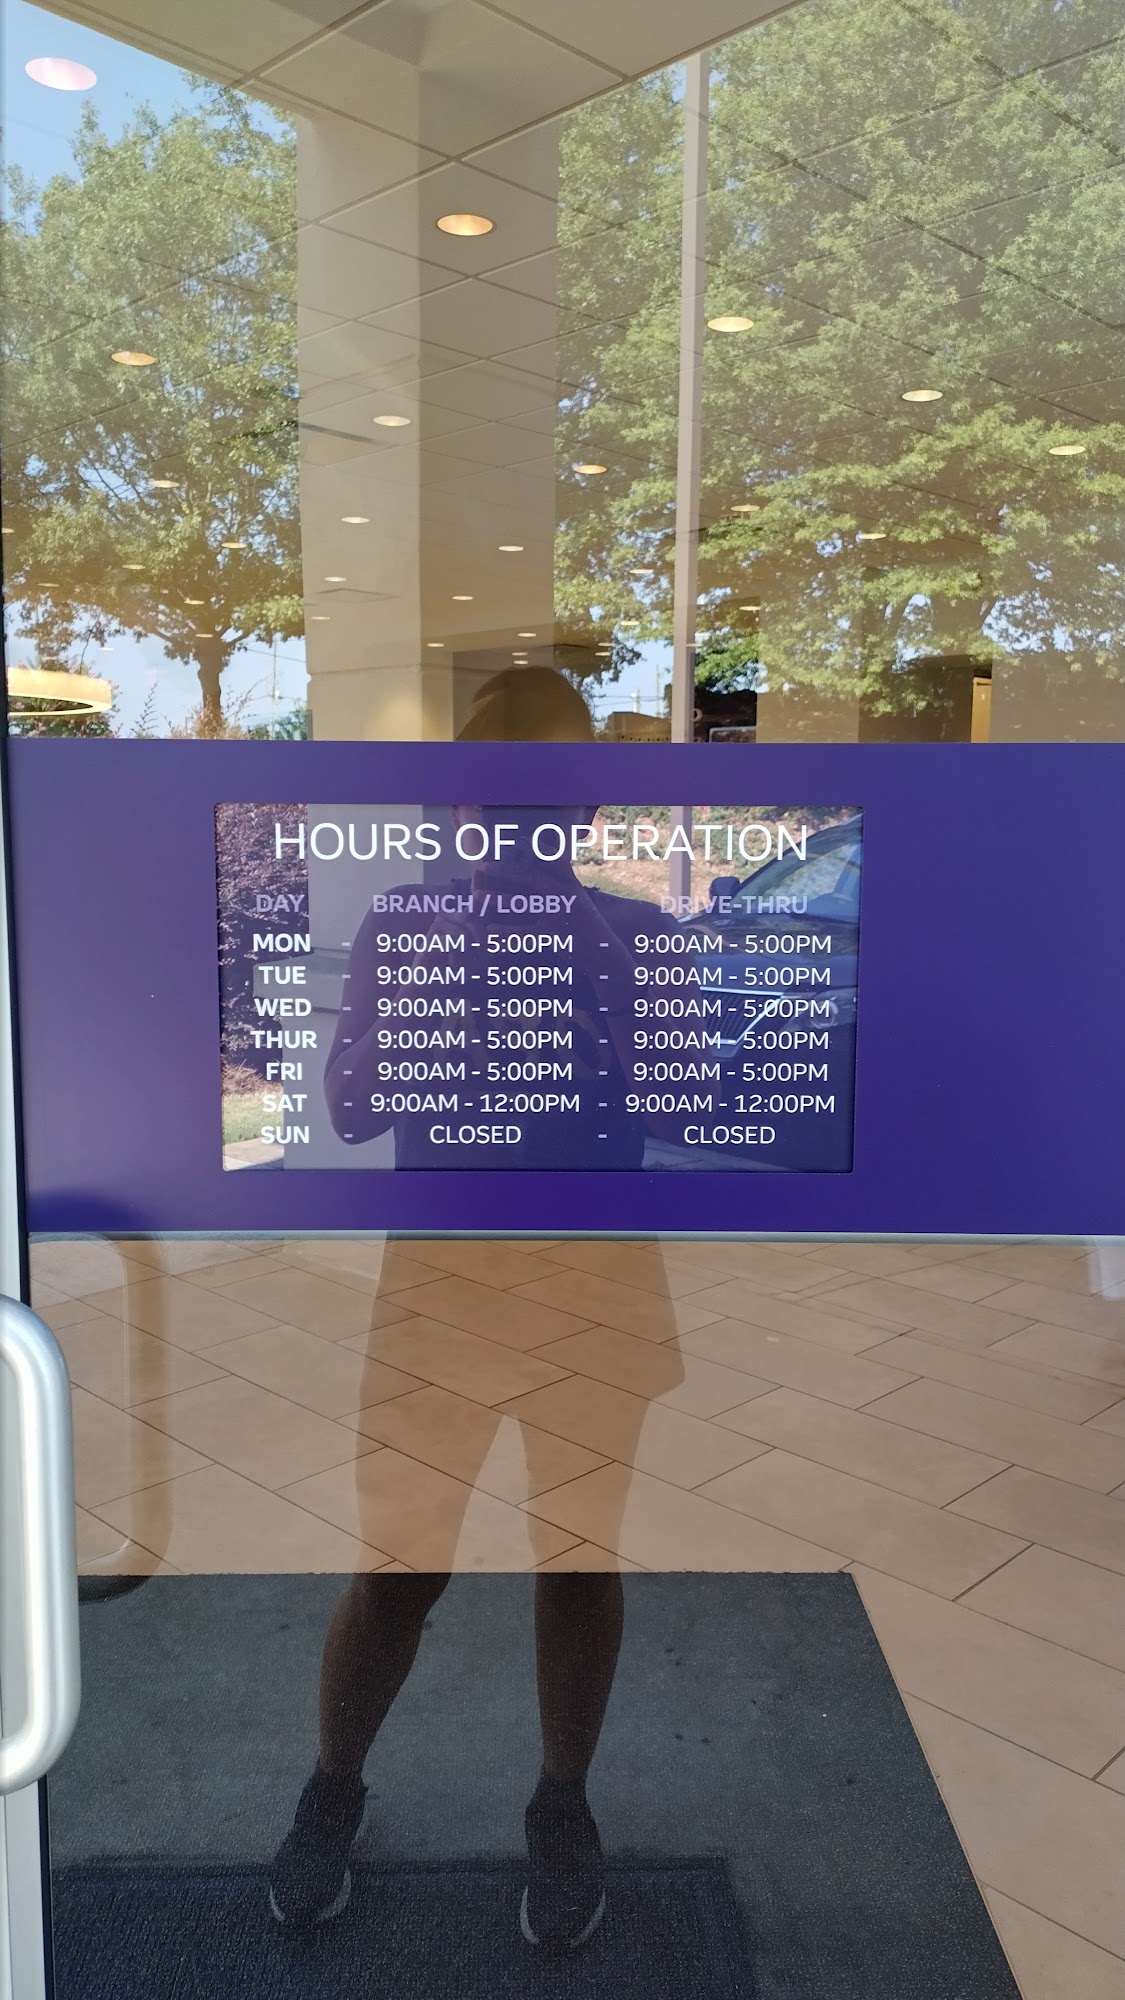 HOURS OF OPERATION
DAY BRANCH / LOBBY DRIVE-THRU
MON - 9:00AM - 5:00PM - 9:00AM - 5:00PM
TUE - 9:00AM - 5:00PM - 9:00AM - 5:00PM
WED - 9:00AM - 5:00PM - 9:00AM - 5:00PM
THUR - 9:00AM - 5:00PM - 9:00AM - 5:00PM
FRI - 9:00AM - 5:00PM - 9:00AM - 5:00PM
SAT - 9:00AM - 12:00PM - 9:00AM - 12:00PM
SUN - CLOSED - CLOSED